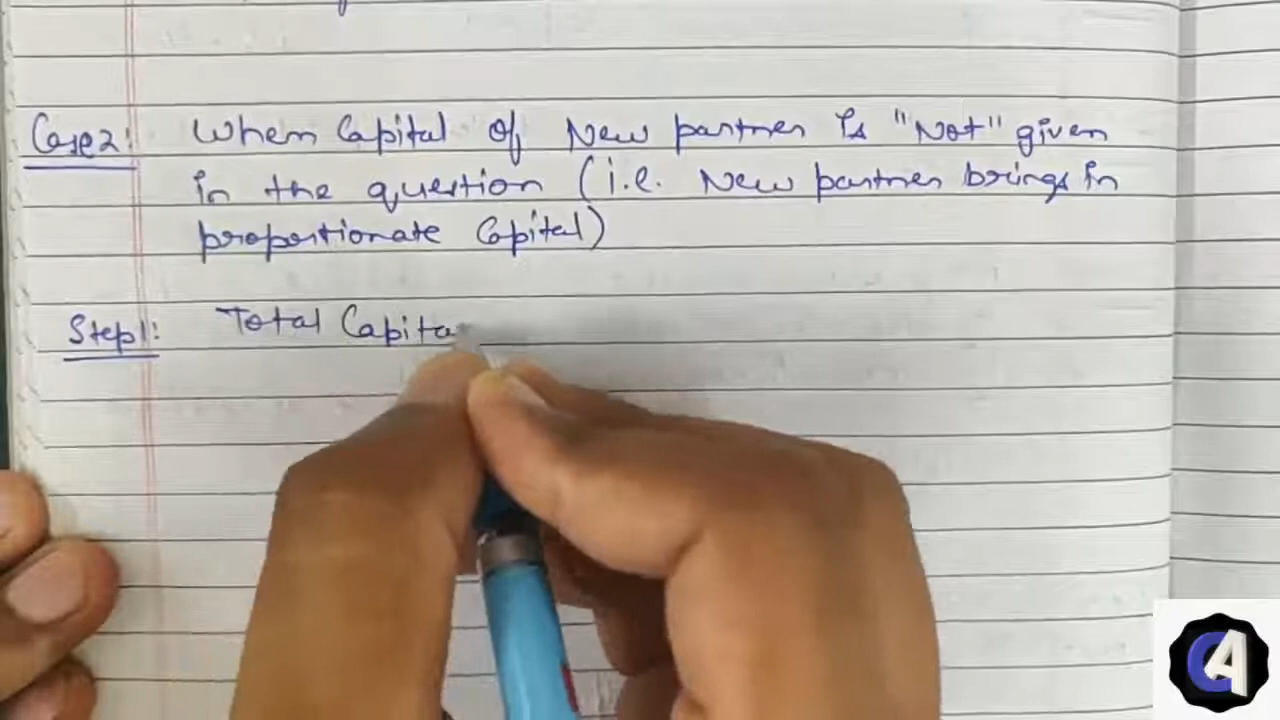 Case2: When Capital of New partner is "Not" given
in the question (i.e. New partner brings in
proportionate Capital)
Step1: Total Capita
CA